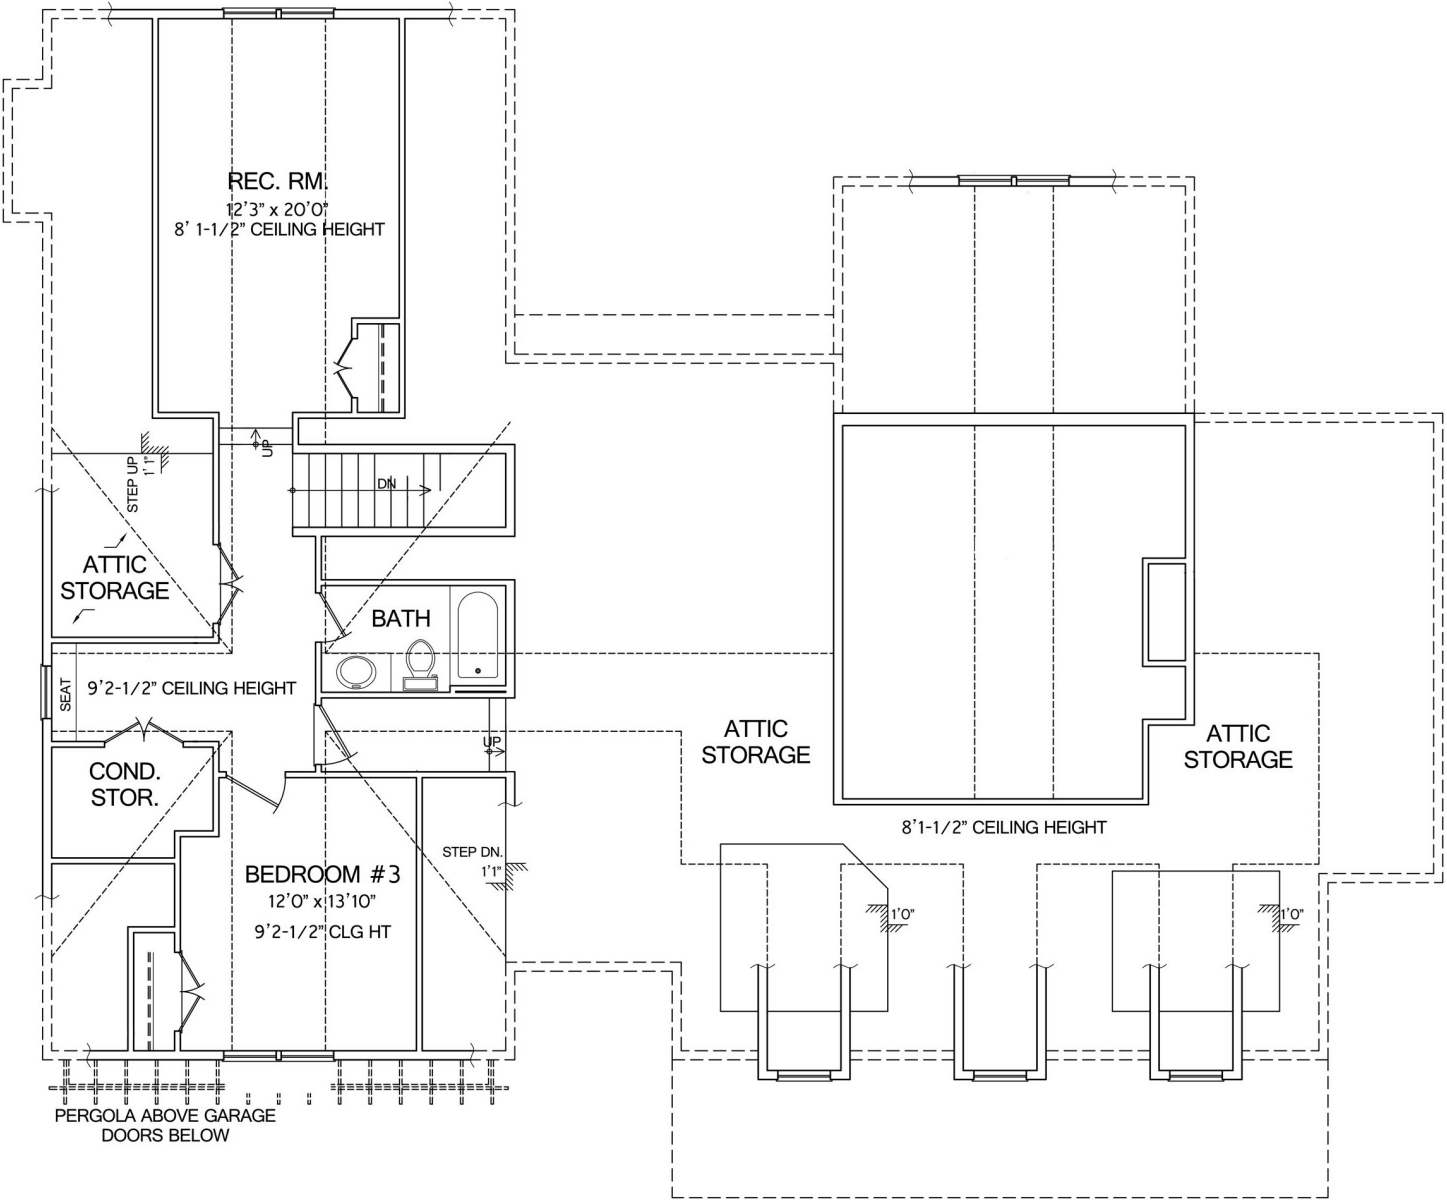 REC. RM.
12'3" x 20'0"
8' 1-1/2" CEILING HEIGHT
UP
STEP UP
1' 1"
DN
ATTIC
STORAGE
BATH
SEAT
9'2-1/2" CEILING HEIGHT
UP
COND.
STOR.
ATTIC
STORAGE
ATTIC
STORAGE
8'1-1/2" CEILING HEIGHT
STEP DN.
1'1"
BEDROOM #3
12'0" x 13'10"
9'2-1/2" CLG HT
1'0"
1'0"
PERGOLA ABOVE GARAGE
DOORS BELOW